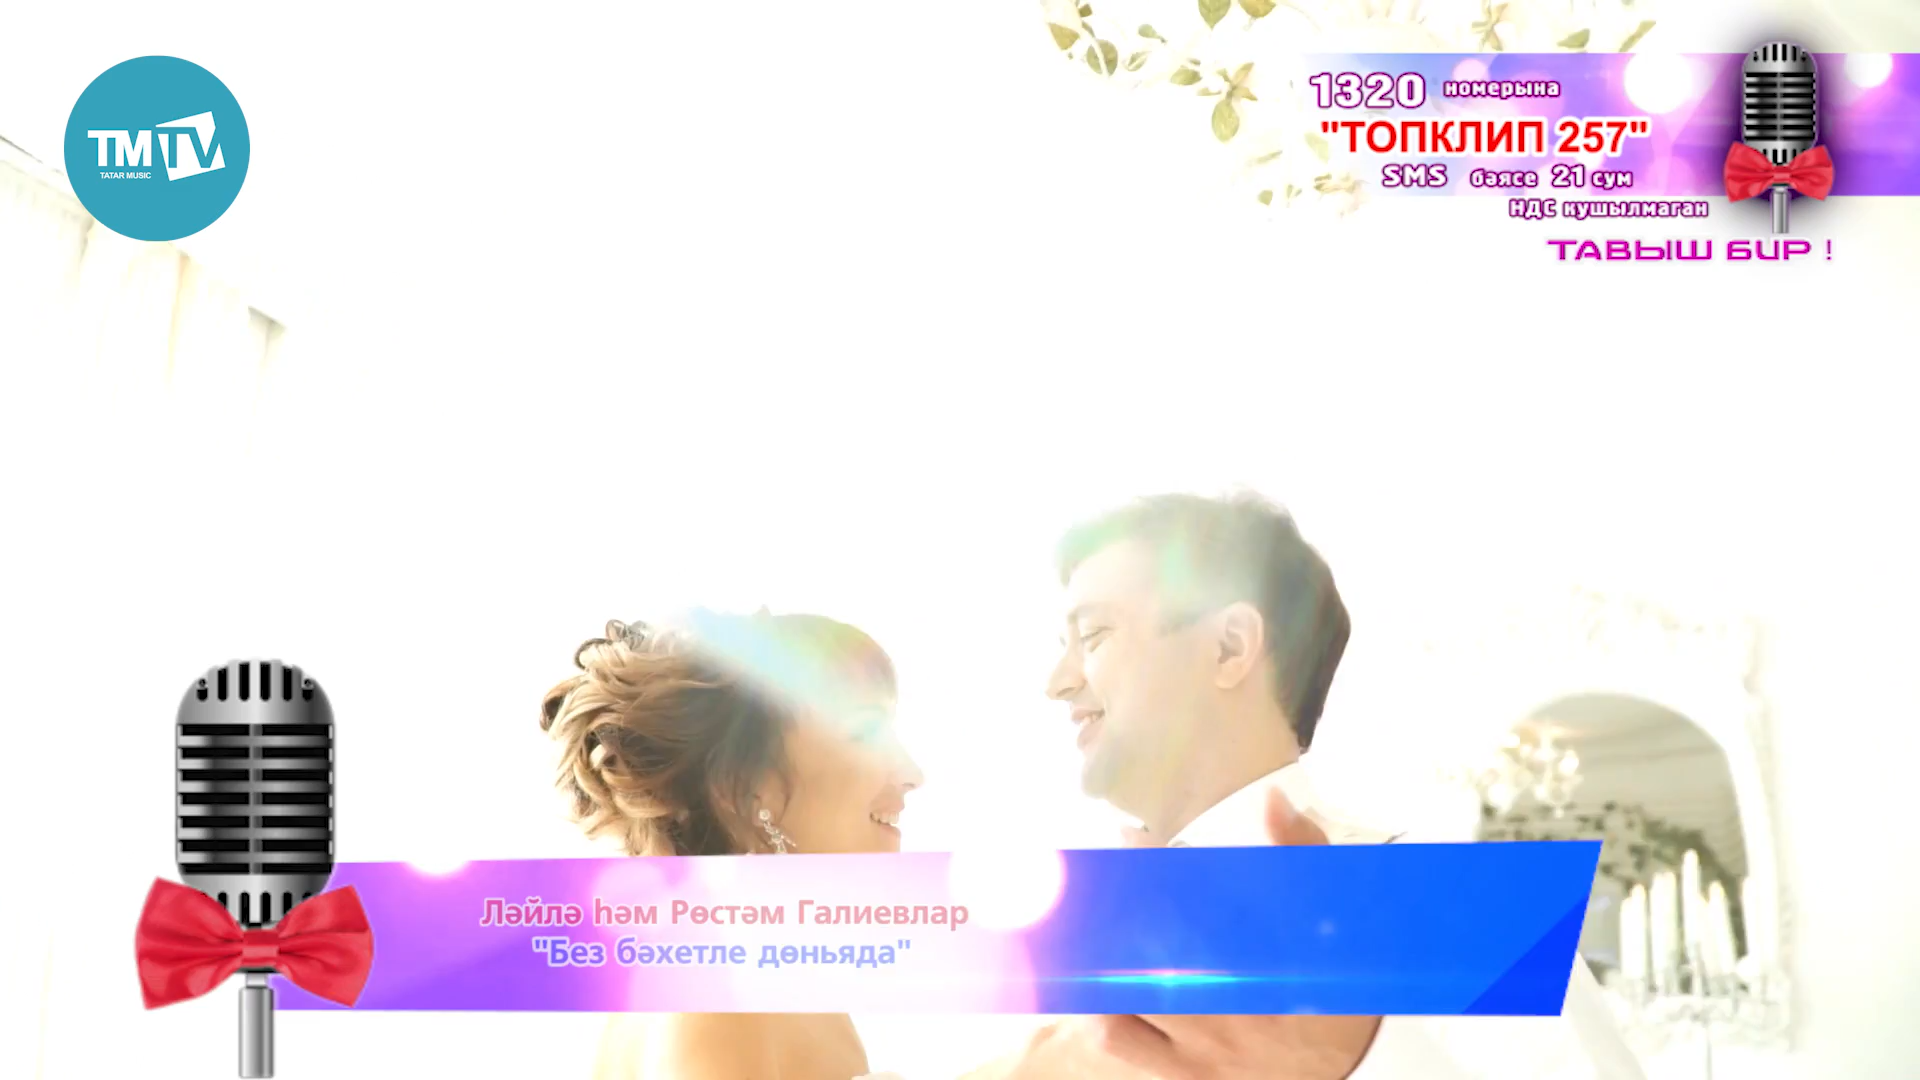 TMTV
TATAR MUSIC
1320 номерына
"ТОПКЛИП 257"
SMS бәясе 21 сум
НДС кушылмаган
ТАВЫШ БИР !
Ләйлә һәм Рөстәм Галиевлар
"Без бәхетле дөньяда"